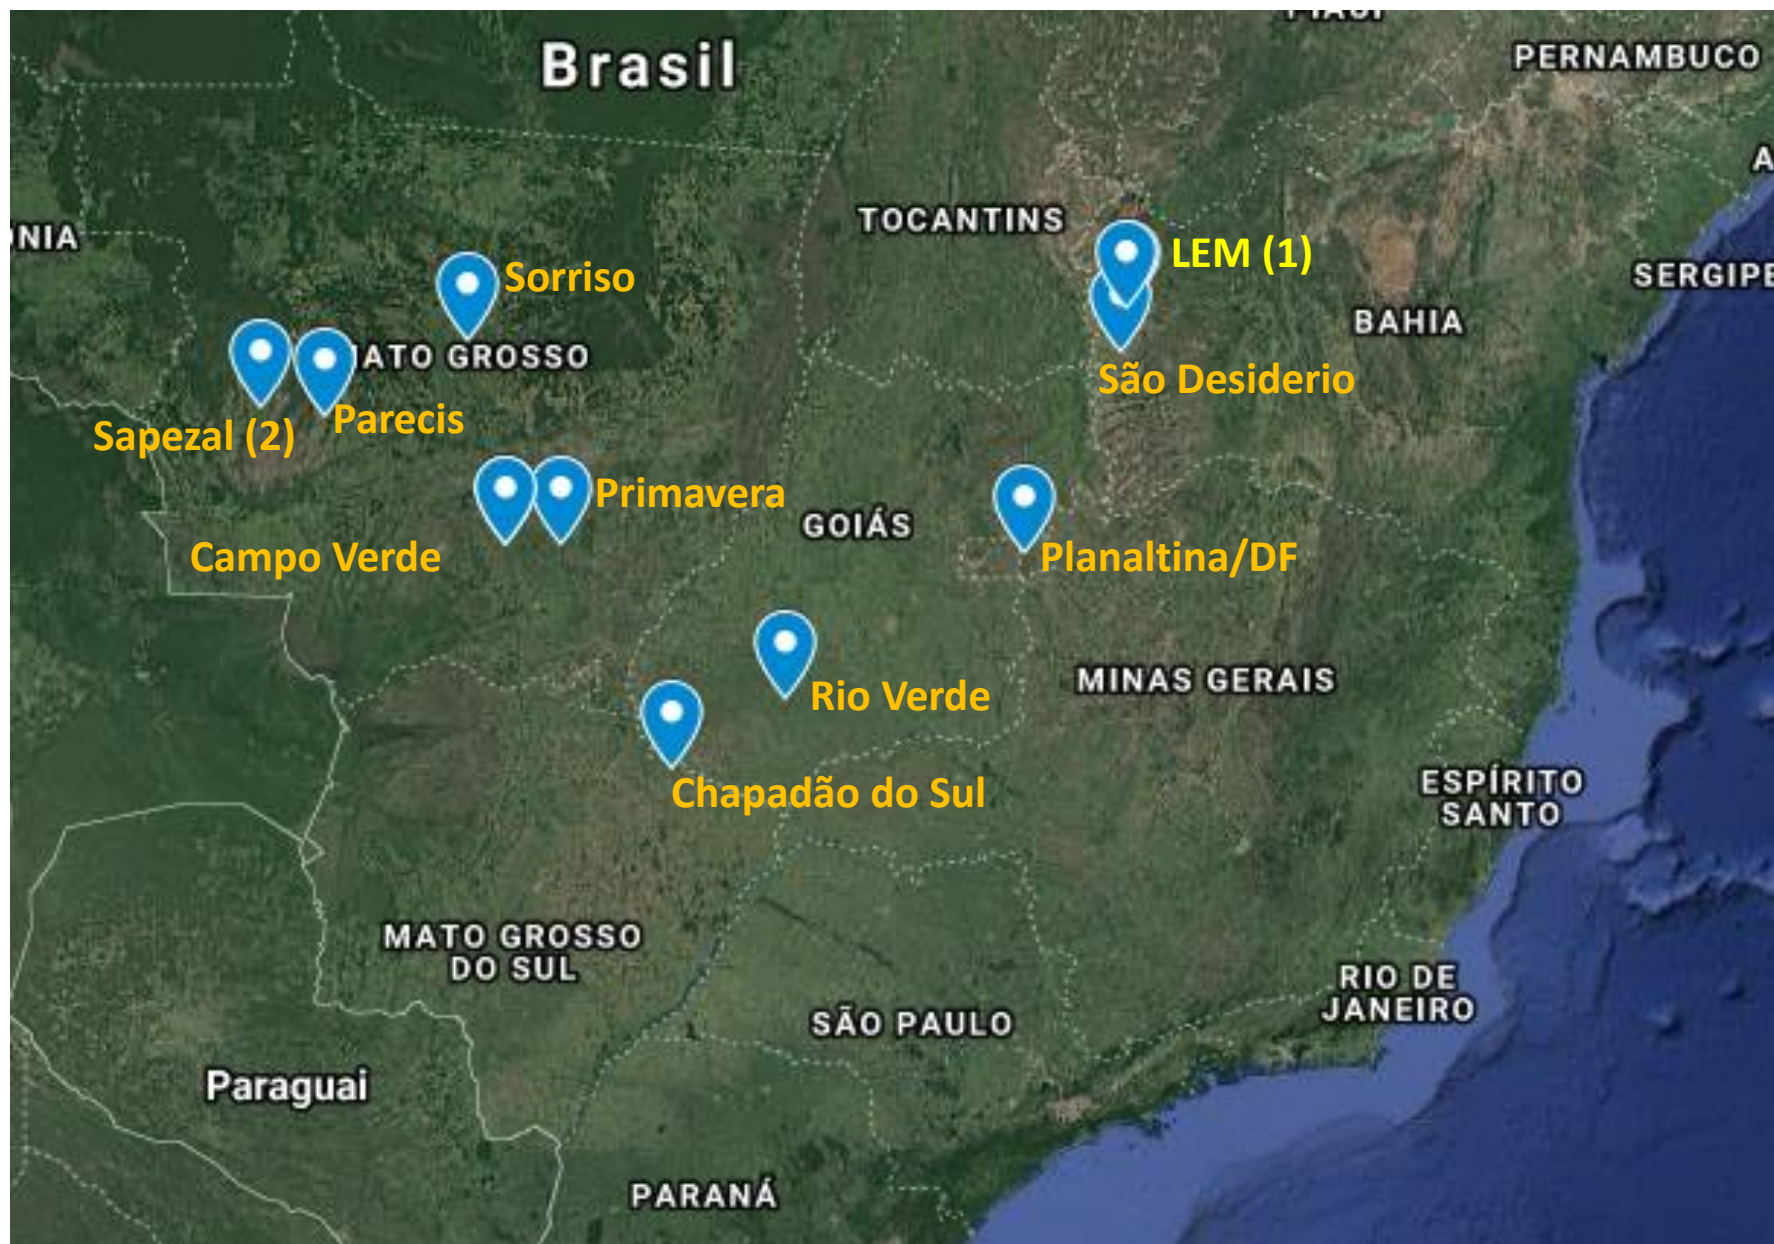 Brasil
PERNAMBUCO
TOCANTINS
LEM (1)
Sorriso
SERGIPE
BAHIA
MATO GROSSO
São Desiderio
Parecis
Sapezal (2)
Primavera
GOIÁS
Campo Verde
Planaltina/DF
MINAS GERAIS
Rio Verde
Chapadão do Sul
ESPÍRITO
SANTO
MATO GROSSO
DO SUL
RIO DE
JANEIRO
SÃO PAULO
Paraguai
PARANÁ